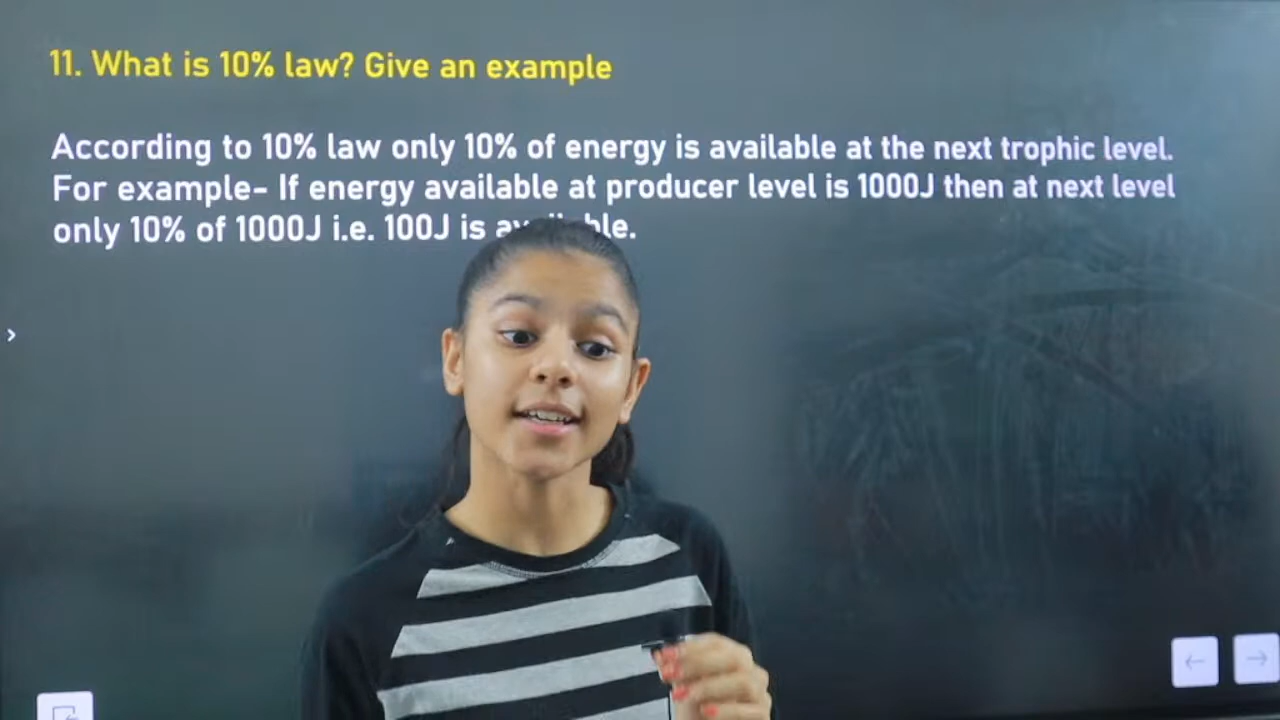 11. What is 10% law? Give an example
According to 10% law only 10% of energy is available at the next trophic level.
For example- If energy available at producer level is 1000J then at next level
only 10% of 1000J i.e. 100J is